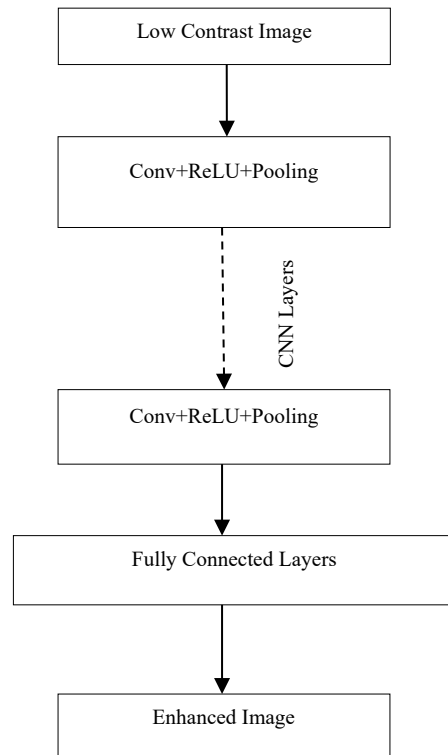 Low Contrast Image
Conv+ReLU+Pooling
CNN Layers
Conv+ReLU+Pooling
Fully Connected Layers
Enhanced Image